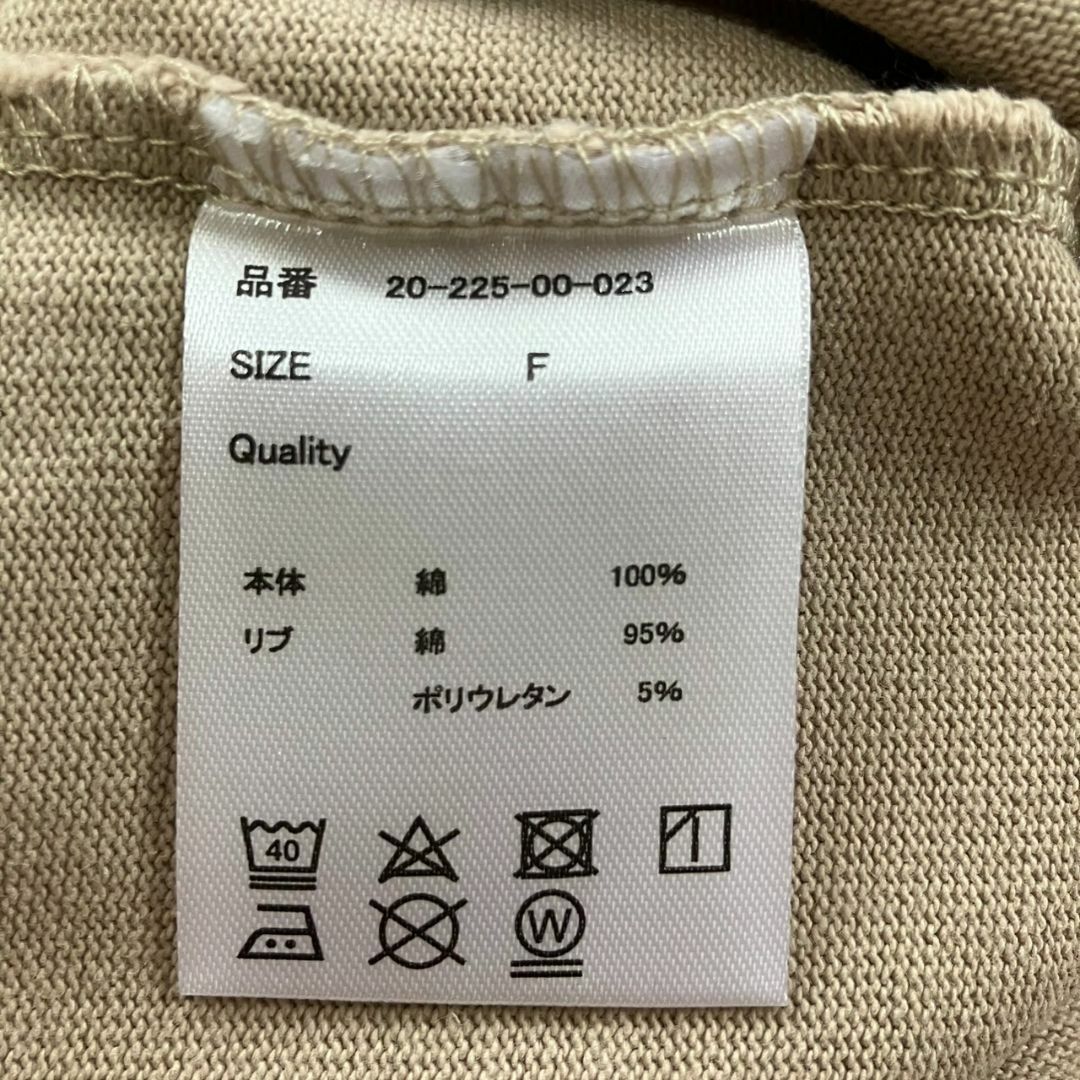 品番 20-225-00-023
SIZE F
Quality
本体 綿 100%
リブ 綿 95%
ポリウレタン 5%
40
W